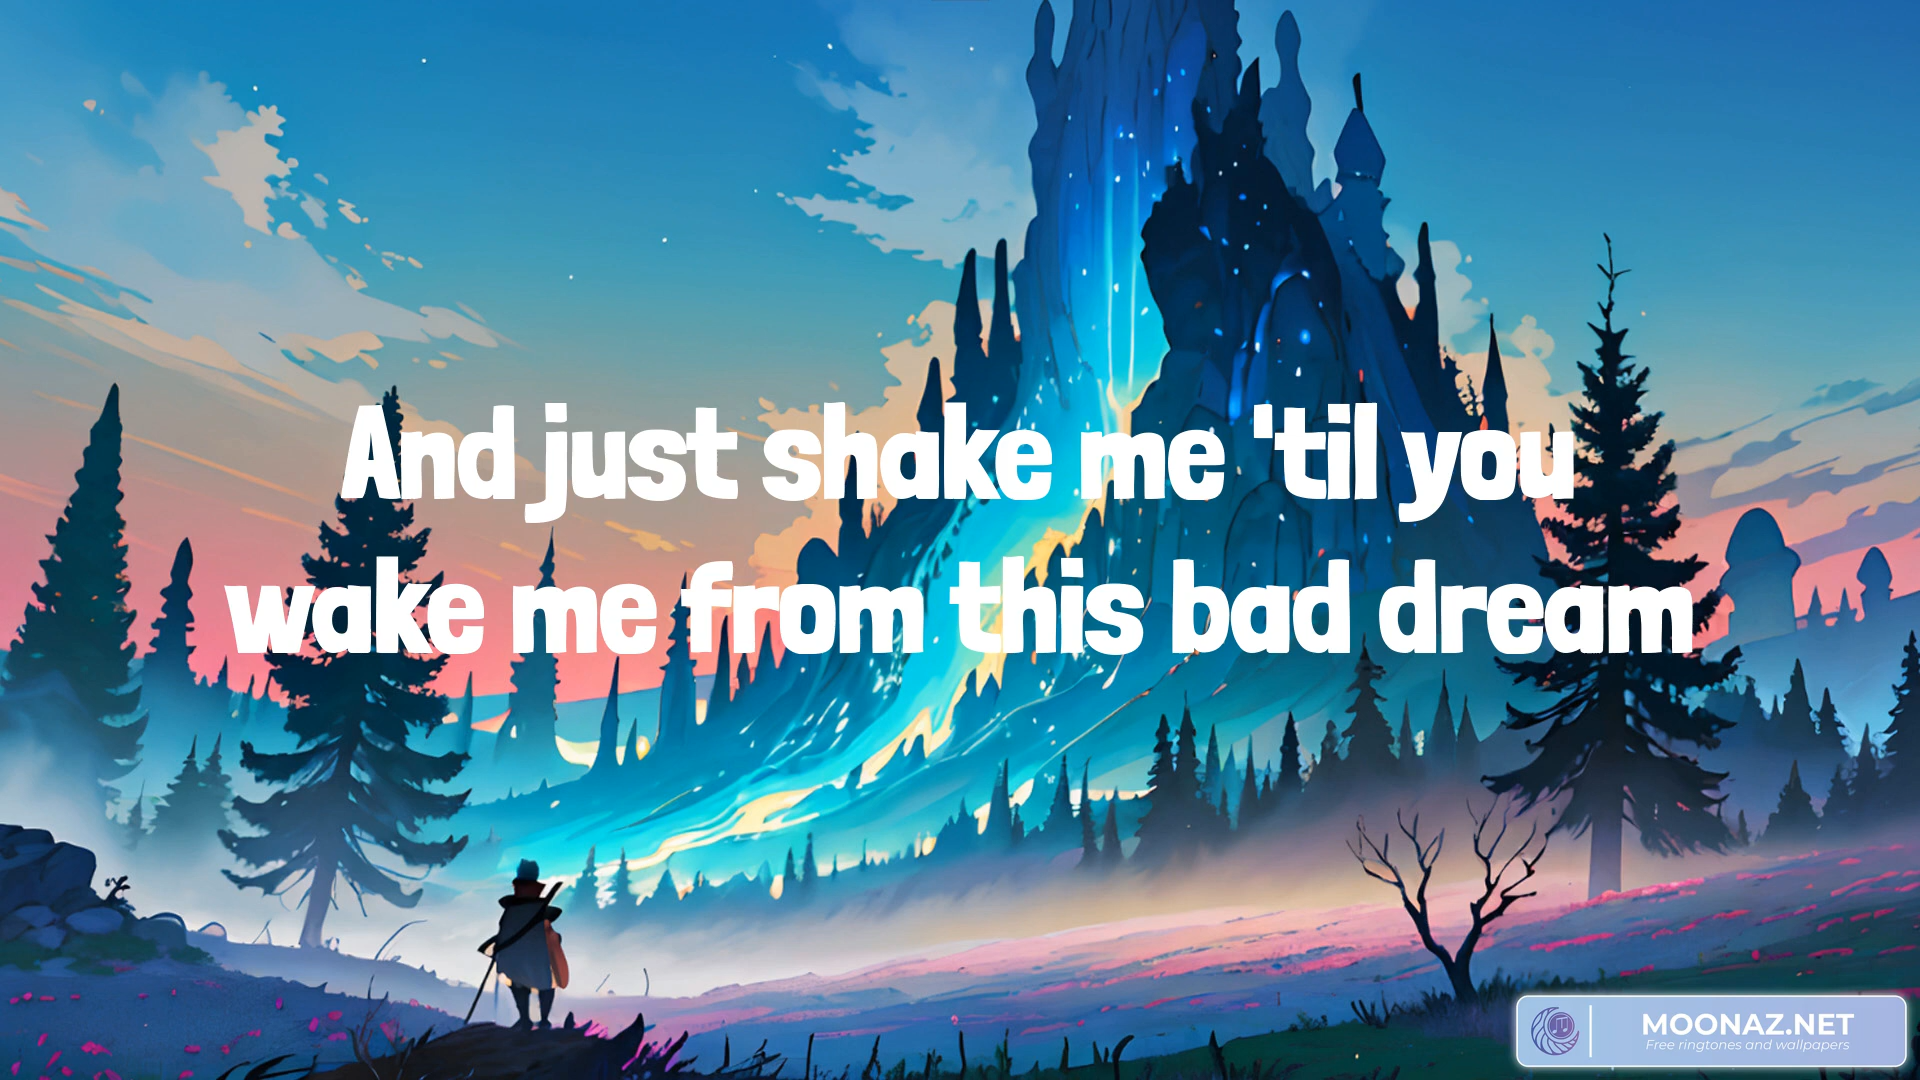 And just shake me 'til you
wake me from this bad dream
MOONAZ.NET
Free ringtones and wallpapers